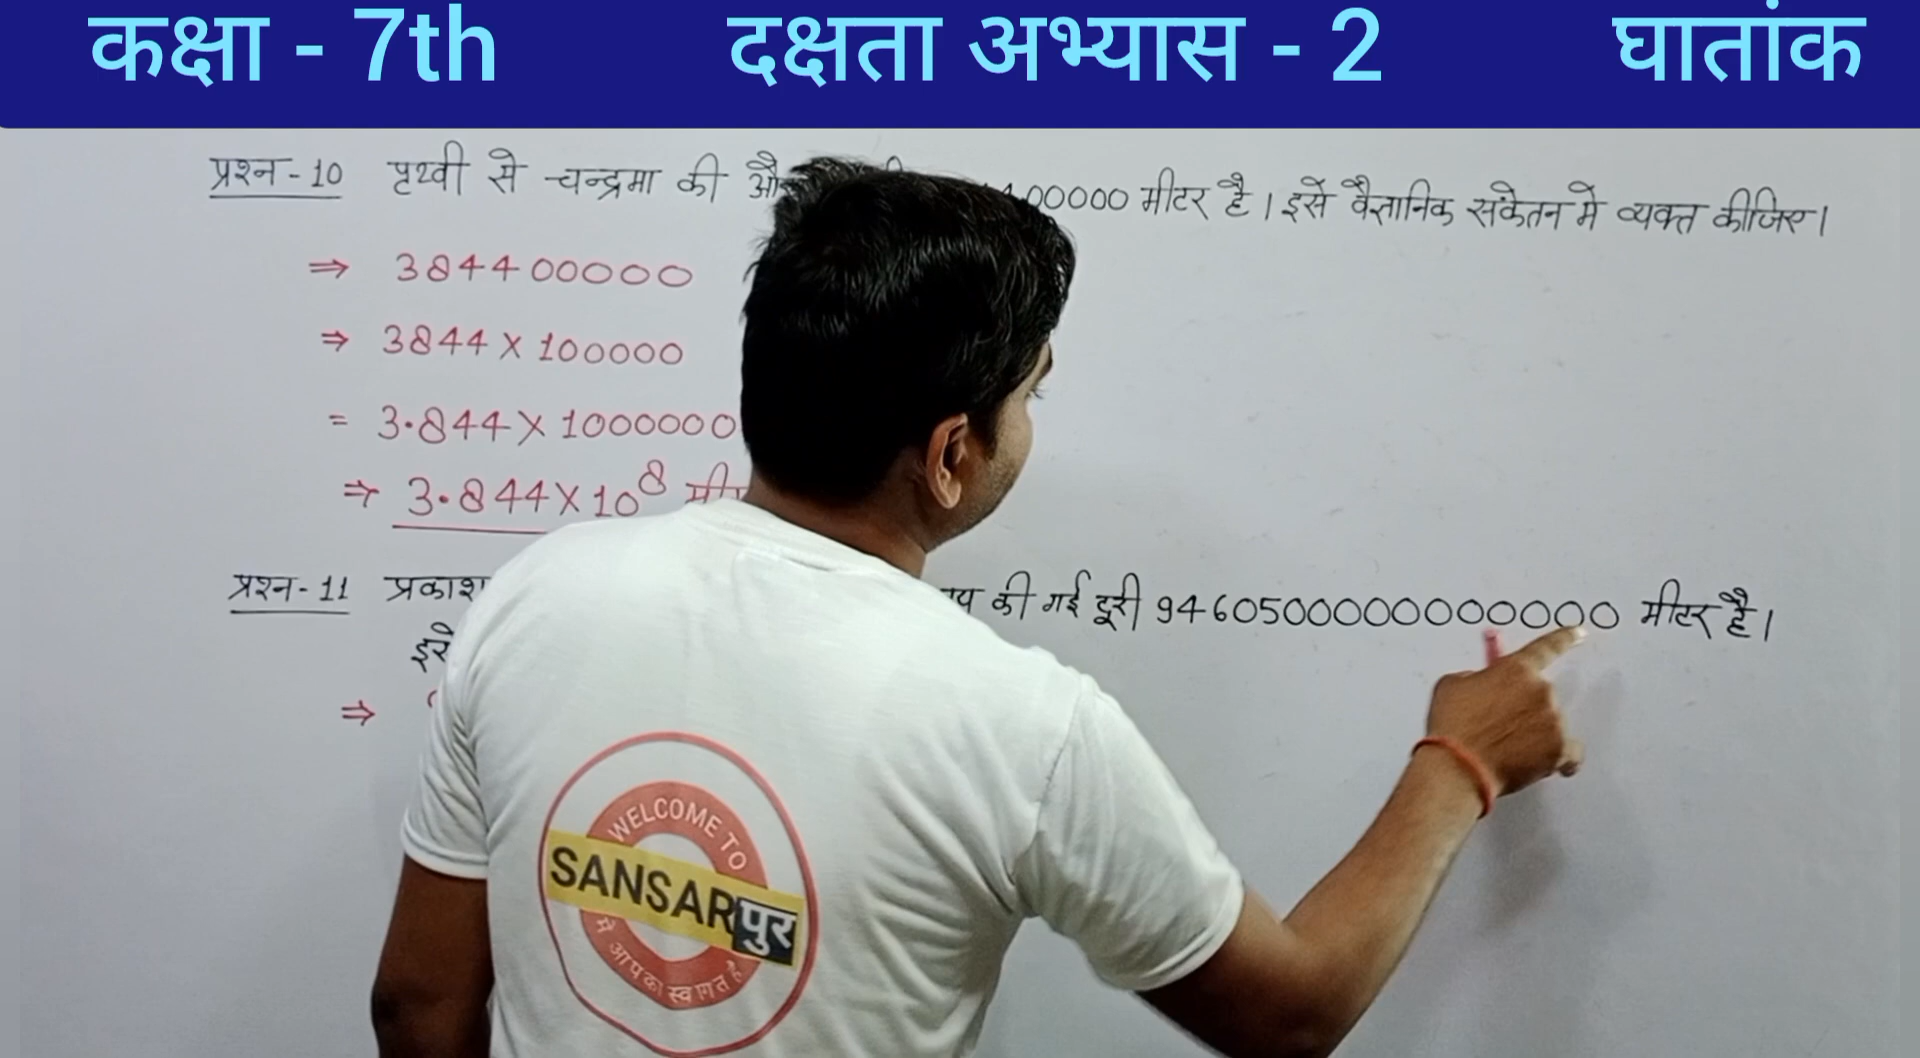 कक्षा - 7th दक्षता अभ्यास - 2 घातांक
प्रश्न - 10 पृथ्वी से चन्द्रमा की 00000 मीटर है । इसे वैज्ञानिक संकेतन मे व्यक्त कीजिए ।
⇒ 384400000
⇒ 3844 X 100000
= 3.844 X 1000000
⇒ 3.844 X 10⁸
प्रश्न - 11 प्रकाश की गई दूरी 9460500000000000 मीटर है ।
⇒
WELCOME TO
SANSARपुर
में आपका स्वागत है